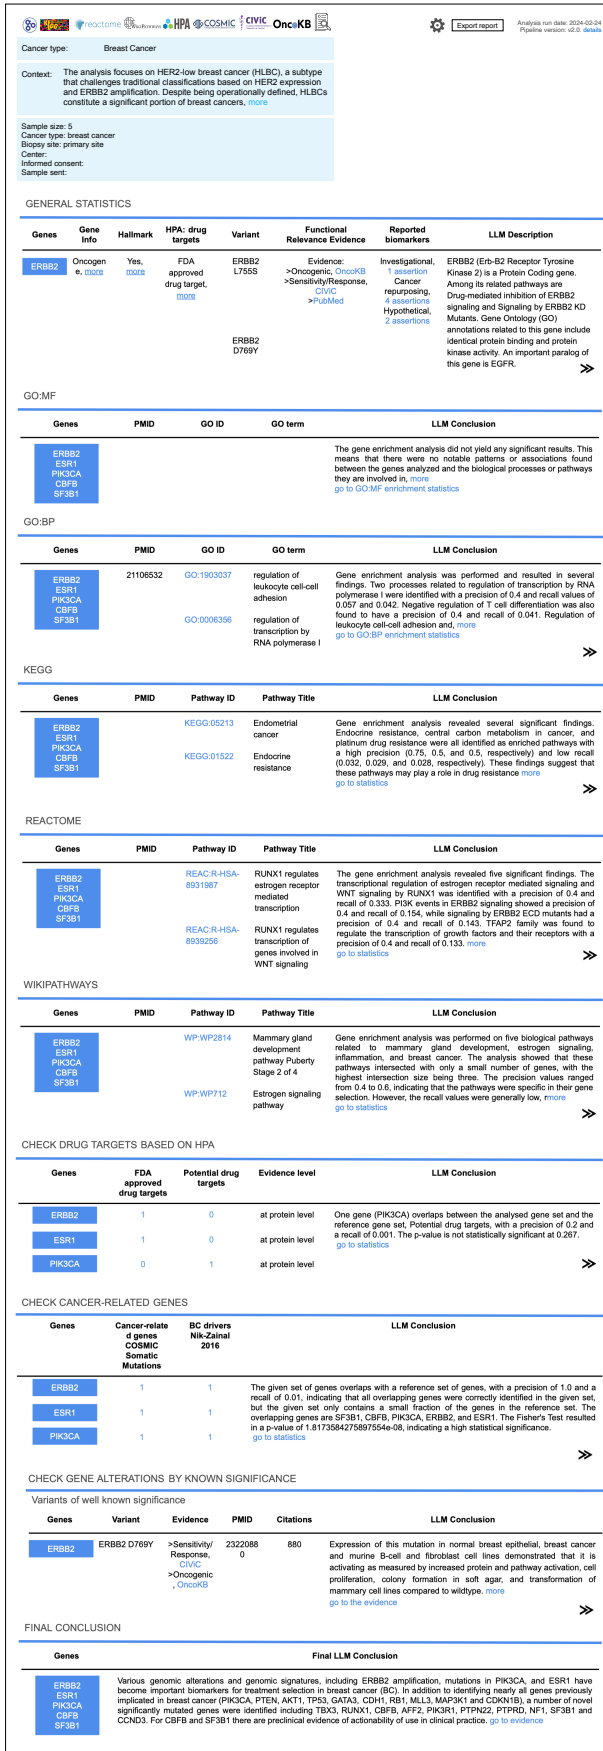 reactome WIKIPATHWAYS HPA COSMIC CIViC OncoKB Export report Analysis run date: 2024-02-24
Pipeline version: v2.0. details
Cancer type: Breast Cancer
Context: The analysis focuses on HER2-low breast cancer (HLBC), a subtype
that challenges traditional classifications based on HER2 expression
and ERBB2 amplification. Despite being operationally defined, HLBCs
constitute a significant portion of breast cancers, more
Sample size: 5
Cancer type: breast cancer
Biopsy site: primary site
Center:
Informed consent:
Sample sent:
GENERAL STATISTICS
Genes
Gene
Info
Hallmark
HPA: drug
targets
Variant
Functional
Relevance Evidence
Reported
biomarkers
LLM Description
ERBB2
Oncogen
e, more
Yes,
more
FDA
approved
drug target,
more
ERBB2
L755S
ERBB2
D769Y
Evidence:
>Oncogenic, OncoKB
>Sensitivity/Response,
CIViC
>PubMed
Investigational,
1 assertion
Cancer
repurposing,
4 assertions
Hypothetical,
2 assertions
ERBB2 (Erb-B2 Receptor Tyrosine
Kinase 2) is a Protein Coding gene.
Among its related pathways are
Drug-mediated inhibition of ERBB2
signaling and Signaling by ERBB2 KD
Mutants. Gene Ontology (GO)
annotations related to this gene include
identical protein binding and protein
kinase activity. An important paralog of
this gene is EGFR.
GO:MF
Genes PMID GO ID GO term LLM Conclusion
ERBB2
ESR1
PIK3CA
CBFB
SF3B1
The gene enrichment analysis did not yield any significant results. This
means that there were no notable patterns or associations found
between the genes analyzed and the biological processes or pathways
they are involved in, more
go to GO:MF enrichment statistics
GO:BP
Genes PMID GO ID GO term LLM Conclusion
ERBB2
ESR1
PIK3CA
CBFB
SF3B1
21106532
GO:1903037
regulation of
leukocyte cell-cell
adhesion
GO:0006356
regulation of
transcription by
RNA polymerase I
Gene enrichment analysis was performed and resulted in several
findings. Two processes related to regulation of transcription by RNA
polymerase I were identified with a precision of 0.4 and recall values of
0.057 and 0.042. Negative regulation of T cell differentiation was also
found to have a precision of 0.4 and recall of 0.041. Regulation of
leukocyte cell-cell adhesion and, more
go to GO:BP enrichment statistics
KEGG
Genes PMID Pathway ID Pathway Title LLM Conclusion
ERBB2
ESR1
PIK3CA
CBFB
SF3B1
KEGG:05213
Endometrial
cancer
KEGG:01522
Endocrine
resistance
Gene enrichment analysis revealed several significant findings.
Endocrine resistance, central carbon metabolism in cancer, and
platinum drug resistance were all identified as enriched pathways with
a high precision (0.75, 0.5, and 0.5, respectively) and low recall
(0.032, 0.029, and 0.028, respectively). These findings suggest that
these pathways may play a role in drug resistance more
go to statistics
REACTOME
Genes PMID Pathway ID Pathway Title LLM Conclusion
ERBB2
ESR1
PIK3CA
CBFB
SF3B1
REAC:R-HSA-
8931987
RUNX1 regulates
estrogen receptor
mediated
transcription
REAC:R-HSA-
8939256
RUNX1 regulates
transcription of
genes involved in
WNT signaling
The gene enrichment analysis revealed five significant findings. The
transcriptional regulation of estrogen receptor mediated signaling and
WNT signaling by RUNX1 was identified with a precision of 0.4 and
recall of 0.333. PI3K events in ERBB2 signaling showed a precision of
0.4 and recall of 0.154, while signaling by ERBB2 ECD mutants had a
precision of 0.4 and recall of 0.143. TFAP2 family was found to
regulate the transcription of growth factors and their receptors with a
precision of 0.4 and recall of 0.133. more
go to statistics
WIKIPATHWAYS
Genes PMID Pathway ID Pathway Title LLM Conclusion
ERBB2
ESR1
PIK3CA
CBFB
SF3B1
WP:WP2814
Mammary gland
development
pathway Puberty
Stage 2 of 4
WP:WP712
Estrogen signaling
pathway
Gene enrichment analysis was performed on five biological pathways
related to mammary gland development, estrogen signaling,
inflammation, and breast cancer. The analysis showed that these
pathways intersected with only a small number of genes, with the
highest intersection size being three. The precision values ranged
from 0.4 to 0.6, indicating that the pathways were specific in their gene
selection. However, the recall values were generally low, rmore
go to statistics
CHECK DRUG TARGETS BASED ON HPA
Genes
FDA
approved
drug targets
Potential drug
targets
Evidence level
LLM Conclusion
ERBB2 1 0 at protein level
ESR1 1 0 at protein level
PIK3CA 0 1 at protein level
One gene (PIK3CA) overlaps between the analysed gene set and the
reference gene set, Potential drug targets, with a precision of 0.2 and
a recall of 0.001. The p-value is not statistically significant at 0.267.
go to statistics
CHECK CANCER-RELATED GENES
Genes
Cancer-relate
d genes
COSMIC
Somatic
Mutations
BC drivers
Nik-Zainal
2016
LLM Conclusion
ERBB2 1 1
ESR1 1 1
PIK3CA 1 1
The given set of genes overlaps with a reference set of genes, with a precision of 1.0 and a
recall of 0.01, indicating that all overlapping genes were correctly identified in the given set,
but the given set only contains a small fraction of the genes in the reference set. The
overlapping genes are SF3B1, CBFB, PIK3CA, ERBB2, and ESR1. The Fisher's Test resulted
in a p-value of 1.8173584275897554e-08, indicating a high statistical significance.
go to statistics
CHECK GENE ALTERATIONS BY KNOWN SIGNIFICANCE
Variants of well known significance
Genes Variant Evidence PMID Citations LLM Conclusion
ERBB2
ERBB2 D769Y
>Sensitivity/
Response,
CIViC
>Oncogenic
, OncoKB
2322088
0
880
Expression of this mutation in normal breast epithelial, breast cancer
and murine B-cell and fibroblast cell lines demonstrated that it is
activating as measured by increased protein and pathway activation, cell
proliferation, colony formation in soft agar, and transformation of
mammary cell lines compared to wildtype. more
go to the evidence
FINAL CONCLUSION
Genes Final LLM Conclusion
ERBB2
ESR1
PIK3CA
CBFB
SF3B1
Various genomic alterations and genomic signatures, including ERBB2 amplification, mutations in PIK3CA, and ESR1 have
become important biomarkers for treatment selection in breast cancer (BC). In addition to identifying nearly all genes previously
implicated in breast cancer (PIK3CA, PTEN, AKT1, TP53, GATA3, CDH1, RB1, MLL3, MAP3K1 and CDKN1B), a number of novel
significantly mutated genes were identified including TBX3, RUNX1, CBFB, AFF2, PIK3R1, PTPN22, PTPRD, NF1, SF3B1 and
CCND3. For CBFB and SF3B1 there are preclinical evidence of actionability of use in clinical practice. go to evidence